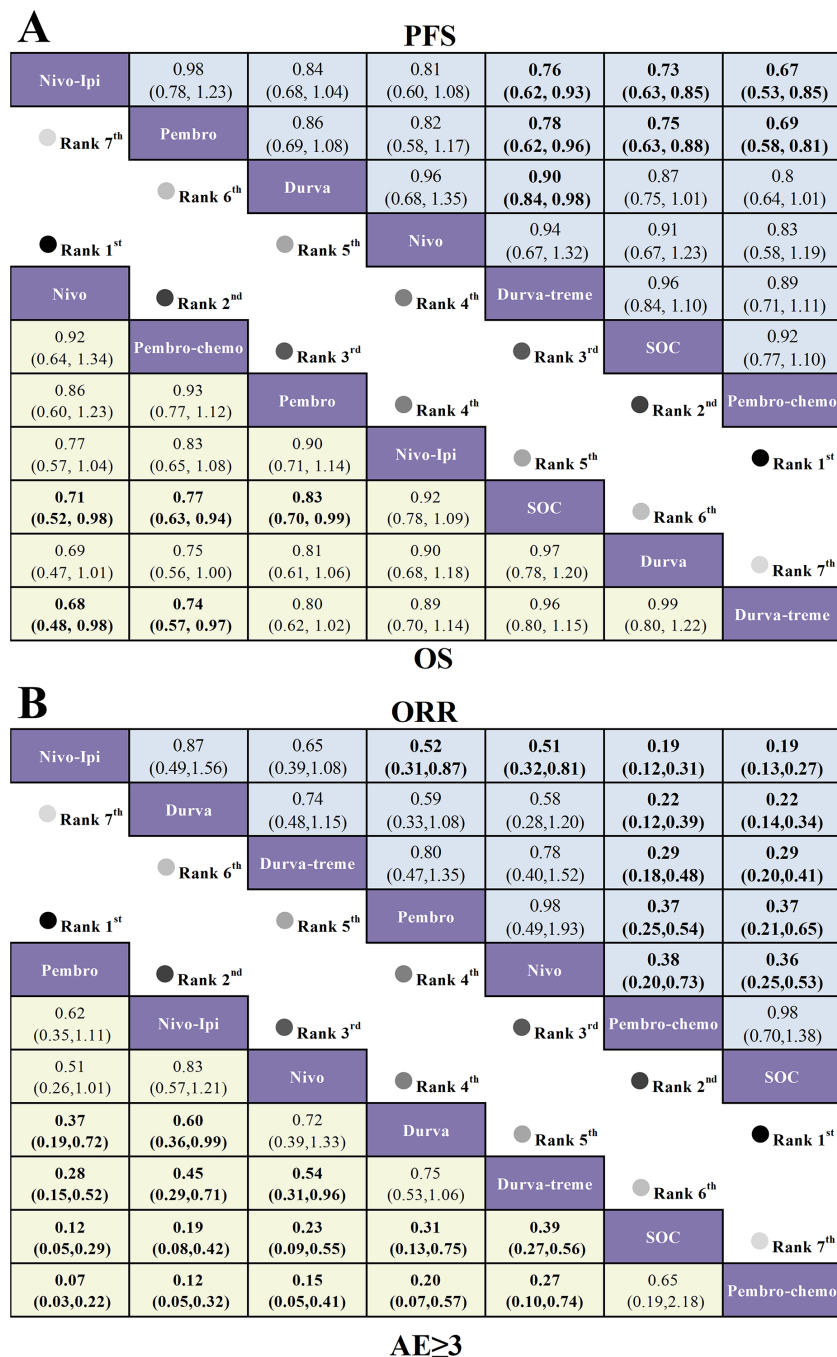 A
PFS
Nivo-Ipi 0.98 0.84 0.81 0.76 0.73 0.67
(0.78, 1.23) (0.68, 1.04) (0.60, 1.08) (0.62, 0.93) (0.63, 0.85) (0.53, 0.85)
Rank 7th Pembro 0.86 0.82 0.78 0.75 0.69
(0.69, 1.08) (0.58, 1.17) (0.62, 0.96) (0.63, 0.88) (0.58, 0.81)
Rank 6th Durva 0.96 0.90 0.87 0.8
(0.68, 1.35) (0.84, 0.98) (0.75, 1.01) (0.64, 1.01)
Rank 1st Rank 5th Nivo 0.94 0.91 0.83
(0.67, 1.32) (0.67, 1.23) (0.58, 1.19)
Nivo Rank 2nd Rank 4th Durva-treme 0.96 0.89
(0.84, 1.10) (0.71, 1.11)
0.92 Pembro-chemo Rank 3rd Rank 3rd SOC 0.92
(0.64, 1.34) (0.77, 1.10)
0.86 0.93 Pembro Rank 4th Rank 2nd Pembro-chemo
(0.60, 1.23) (0.77, 1.12)
0.77 0.83 0.90 Nivo-Ipi Rank 5th Rank 1st
(0.57, 1.04) (0.65, 1.08) (0.71, 1.14)
0.71 0.77 0.83 0.92 SOC Rank 6th
(0.52, 0.98) (0.63, 0.94) (0.70, 0.99) (0.78, 1.09)
0.69 0.75 0.81 0.90 0.97 Durva Rank 7th
(0.47, 1.01) (0.56, 1.00) (0.61, 1.06) (0.68, 1.18) (0.78, 1.20)
0.68 0.74 0.80 0.89 0.96 0.99 Durva-treme
(0.48, 0.98) (0.57, 0.97) (0.62, 1.02) (0.70, 1.14) (0.80, 1.15) (0.80, 1.22)
OS
B
ORR
Nivo-Ipi 0.87 0.65 0.52 0.51 0.19 0.19
(0.49,1.56) (0.39,1.08) (0.31,0.87) (0.32,0.81) (0.12,0.31) (0.13,0.27)
Rank 7th Durva 0.74 0.59 0.58 0.22 0.22
(0.48,1.15) (0.33,1.08) (0.28,1.20) (0.12,0.39) (0.14,0.34)
Rank 6th Durva-treme 0.80 0.78 0.29 0.29
(0.47,1.35) (0.40,1.52) (0.18,0.48) (0.20,0.41)
Rank 1st Rank 5th Pembro 0.98 0.37 0.37
(0.49,1.93) (0.25,0.54) (0.21,0.65)
Pembro Rank 2nd Rank 4th Nivo 0.38 0.36
(0.20,0.73) (0.25,0.53)
0.62 Nivo-Ipi Rank 3rd Rank 3rd Pembro-chemo 0.98
(0.35,1.11) (0.70,1.38)
0.51 0.83 Nivo Rank 4th Rank 2nd SOC
(0.26,1.01) (0.57,1.21)
0.37 0.60 0.72 Durva Rank 5th Rank 1st
(0.19,0.72) (0.36,0.99) (0.39,1.33)
0.28 0.45 0.54 0.75 Durva-treme Rank 6th
(0.15,0.52) (0.29,0.71) (0.31,0.96) (0.53,1.06)
0.12 0.19 0.23 0.31 0.39 SOC Rank 7th
(0.05,0.29) (0.08,0.42) (0.09,0.55) (0.13,0.75) (0.27,0.56)
0.07 0.12 0.15 0.20 0.27 0.65 Pembro-chemo
(0.03,0.22) (0.05,0.32) (0.05,0.41) (0.07,0.57) (0.10,0.74) (0.19,2.18)
AE≥3